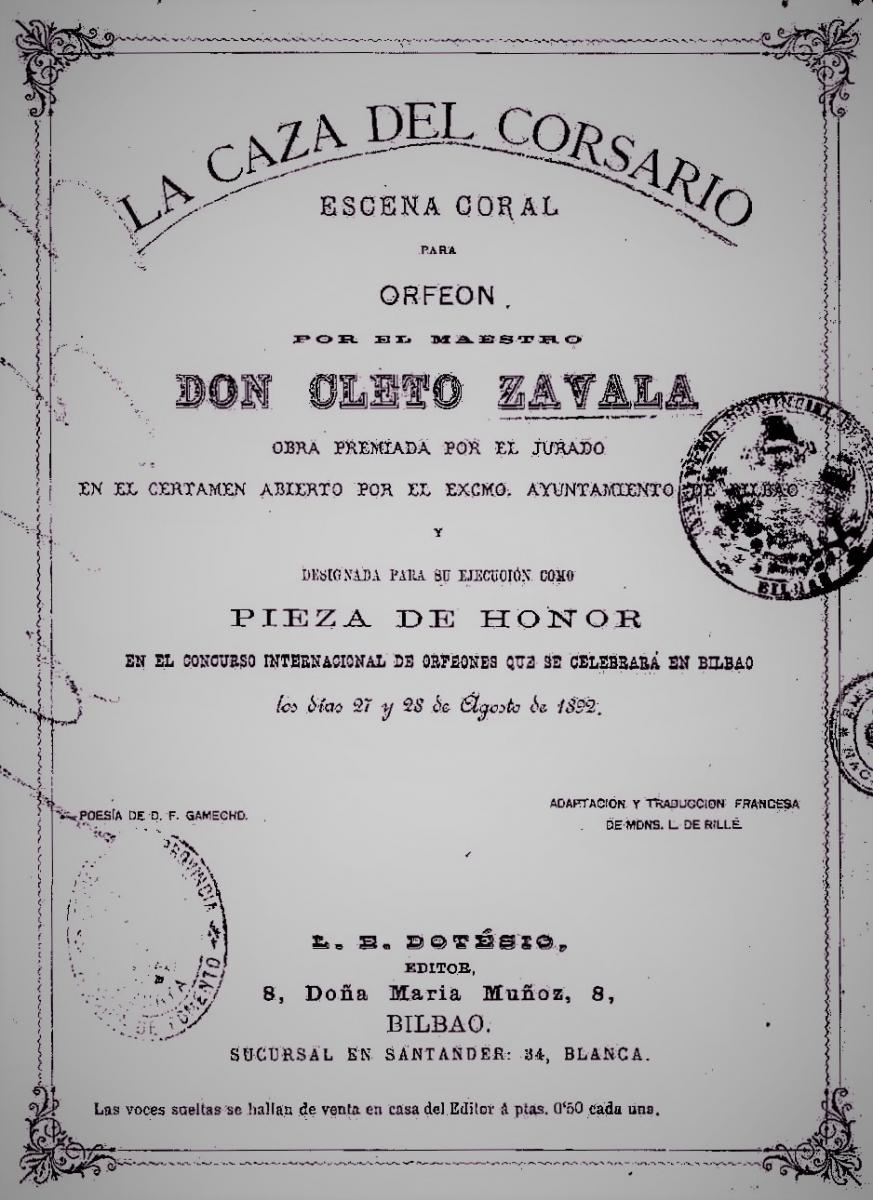 LA CAZA DEL CORSARIO
ESCENA CORAL
PARA
ORFEON.
POR EL MAESTRO
DON CLETO ZAVALA
OBRA PREMIADA POR EL JURADO
EN EL CERTAMEN ABIERTO POR EL EXCMO. AYUNTAMIENTO DE BILBAO
Y
DESIGNADA PARA SU EJECUCIÓN COMO
PIEZA DE HONOR
EN EL CONCURSO INTERNACIONAL DE ORFEONES QUE SE CELEBRARÁ EN BILBAO
los días 27 y 28 de Agosto de 1892.
POESÍA DE D. F. GAMECHO.
ADAPTACIÓN Y TRADUCCION FRANCESA
DE MONS. L. DE RILLÉ.
PROVINCIA
DE FOMENTO
PROVINCIAL
BILBAO
L. E. DOTÉSIO,
EDITOR,
8, Doña Maria Muñoz, 8,
BILBAO.
SUCURSAL EN SANTANDER: 34, BLANCA.
Las voces sueltas se hallan de venta en casa del Editor á ptas. 0'50 cada una.